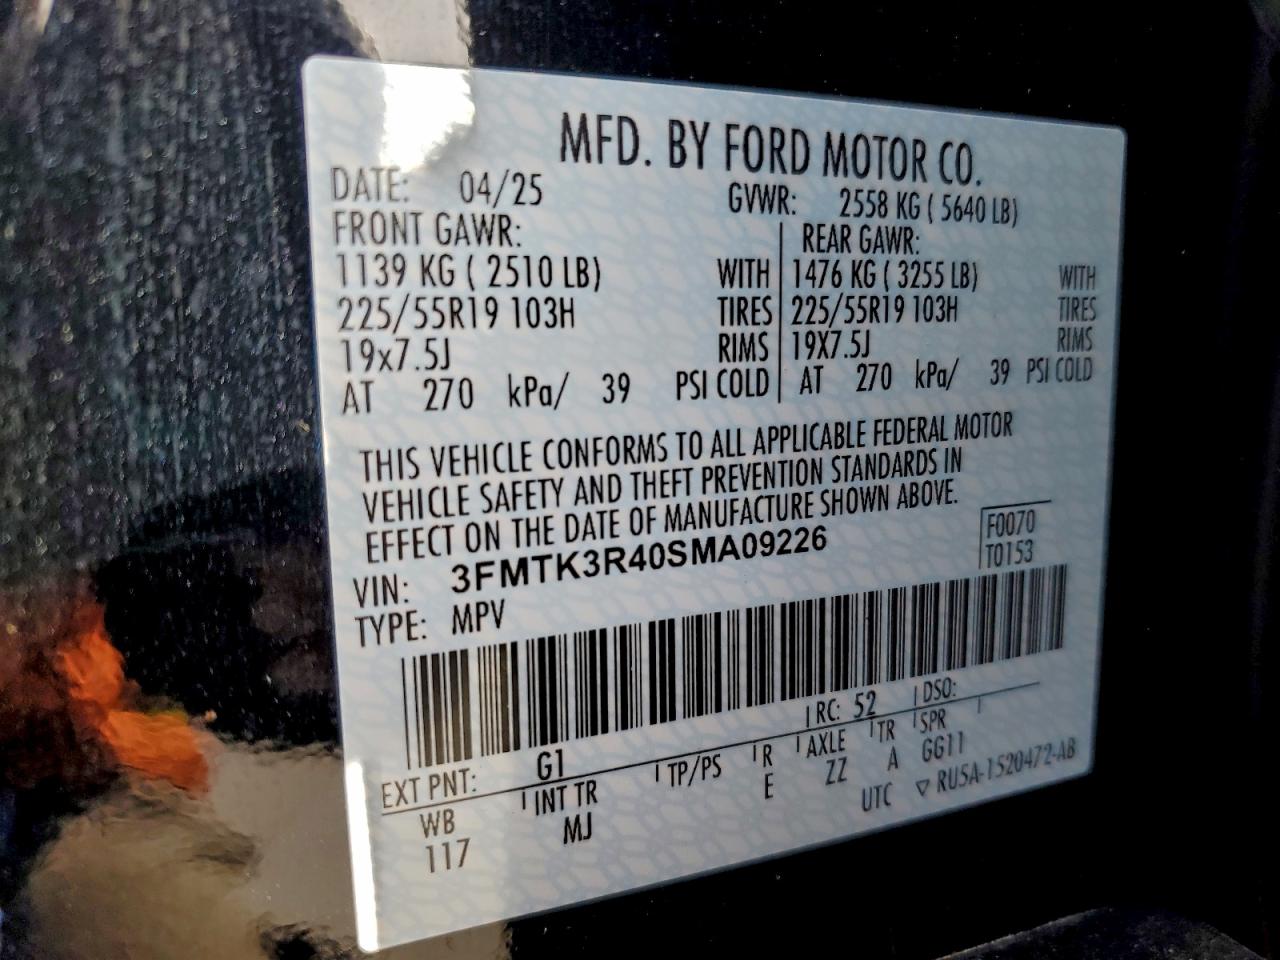 MFD. BY FORD MOTOR CO.
DATE: 04/25 GVWR: 2558 KG ( 5640 LB)
FRONT GAWR: REAR GAWR:
1139 KG ( 2510 LB) WITH 1476 KG ( 3255 LB) WITH
225/55R19 103H TIRES 225/55R19 103H TIRES
19x7.5J RIMS 19X7.5J RIMS
AT 270 kPa/ 39 PSI COLD AT 270 kPa/ 39 PSI COLD
THIS VEHICLE CONFORMS TO ALL APPLICABLE FEDERAL MOTOR
VEHICLE SAFETY AND THEFT PREVENTION STANDARDS IN
EFFECT ON THE DATE OF MANUFACTURE SHOWN ABOVE.
F0070
T0153
VIN: 3FMTK3R40SMA09226
TYPE: MPV
EXT PNT: G1 RC: 52 DSO:
WB INT TR TP/PS R AXLE TR SPR
117 MJ E ZZ A GG11
UTC ▽ RU5A-1520472-AB